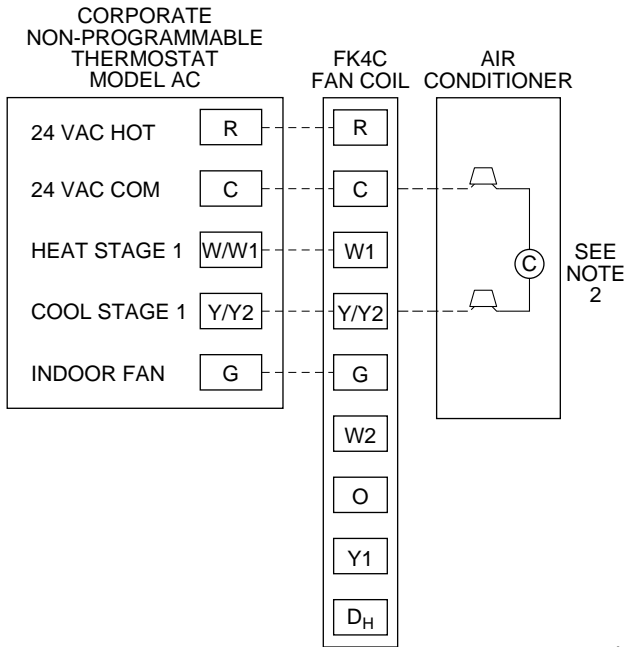 CORPORATE
NON-PROGRAMMABLE
THERMOSTAT
MODEL AC
FK4C
FAN COIL
AIR
CONDITIONER
24 VAC HOT R R
24 VAC COM C C
HEAT STAGE 1 W/W1 W1
COOL STAGE 1 Y/Y2 Y/Y2
INDOOR FAN G G
W2
O
Y1
DH
C
SEE
NOTE
2